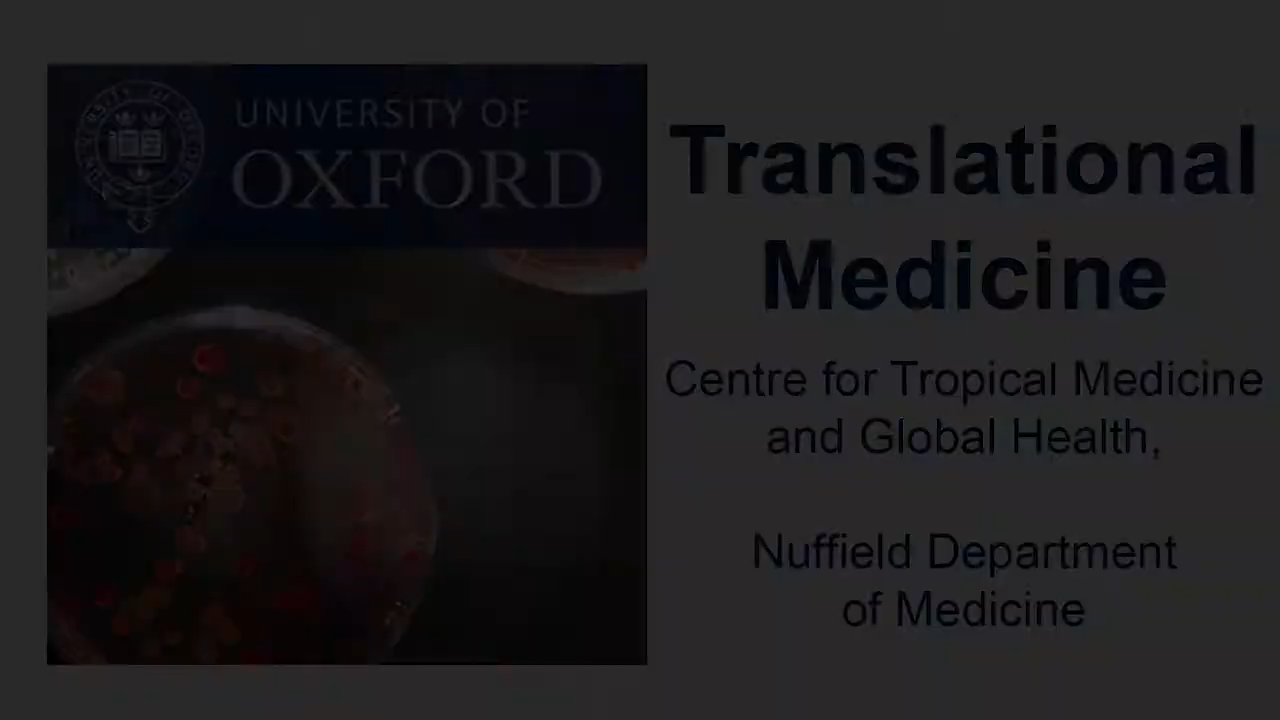 UNIVERSITY OF
OXFORD
Translational
Medicine
Centre for Tropical Medicine
and Global Health,
Nuffield Department
of Medicine